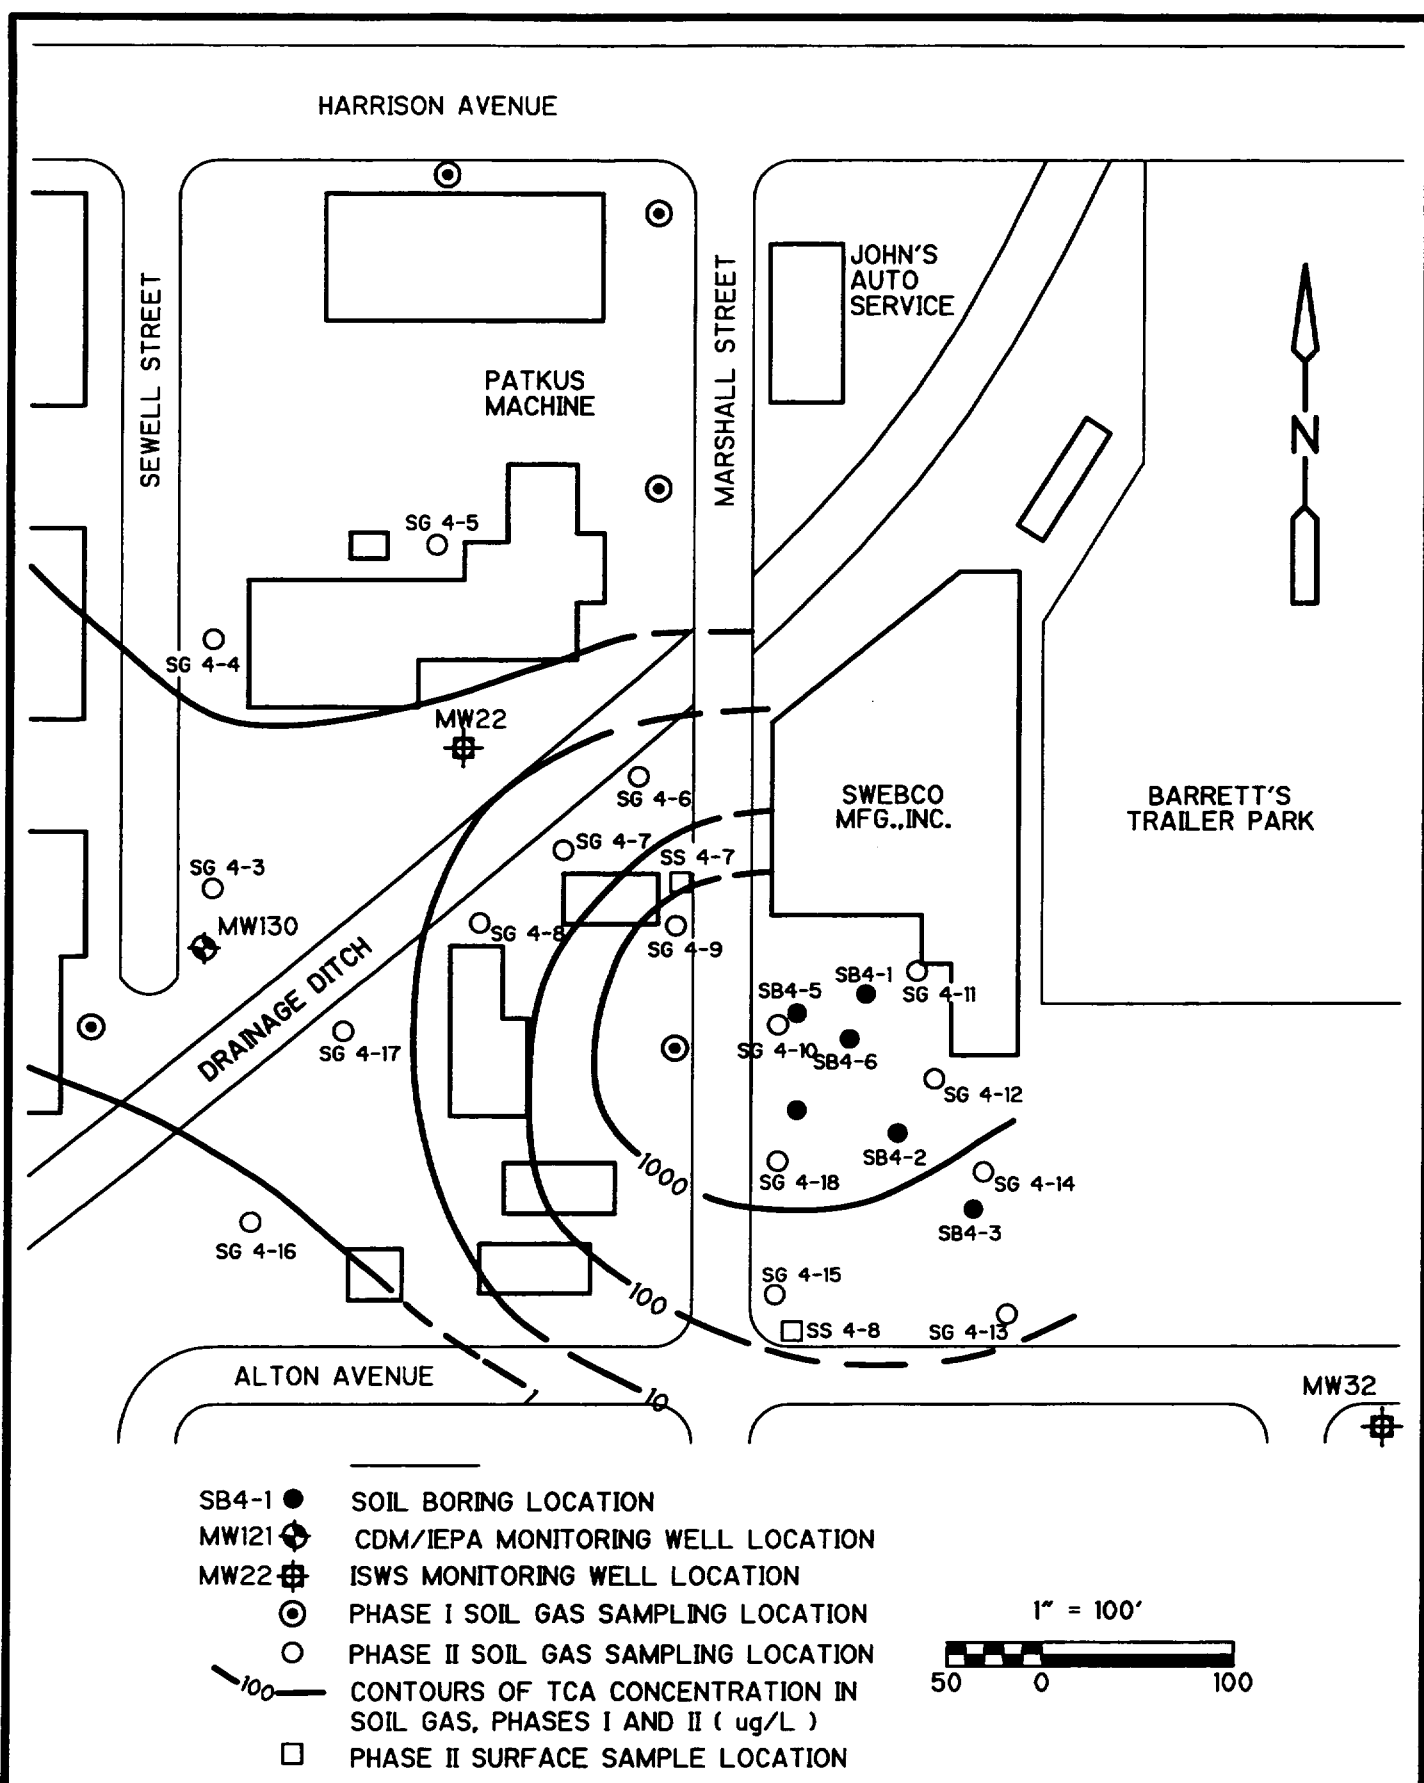 HARRISON AVENUE
SEWELL STREET
MARSHALL STREET
JOHN'S
AUTO
SERVICE
PATKUS
MACHINE
N
SG 4-5
SG 4-4
MW22
SG 4-6
SWEBCO
MFG.,INC.
BARRETT'S
TRAILER PARK
SG 4-7
SS 4-7
SG 4-3
MW130
SG 4-8
SG 4-9
DRAINAGE DITCH
SB4-1
SG 4-11
SB4-5
SG 4-17
SG 4-10
SB4-6
SG 4-12
SB4-2
1000
SG 4-18
SG 4-14
SB4-3
SG 4-16
SG 4-15
100
SS 4-8
SG 4-13
ALTON AVENUE
1
10
MW32
SB4-1 SOIL BORING LOCATION
MW121 CDM/IEPA MONITORING WELL LOCATION
MW22 ISWS MONITORING WELL LOCATION
PHASE I SOIL GAS SAMPLING LOCATION
PHASE II SOIL GAS SAMPLING LOCATION
100 CONTOURS OF TCA CONCENTRATION IN
SOIL GAS, PHASES I AND II ( ug/L )
PHASE II SURFACE SAMPLE LOCATION
1" = 100'
50 0 100